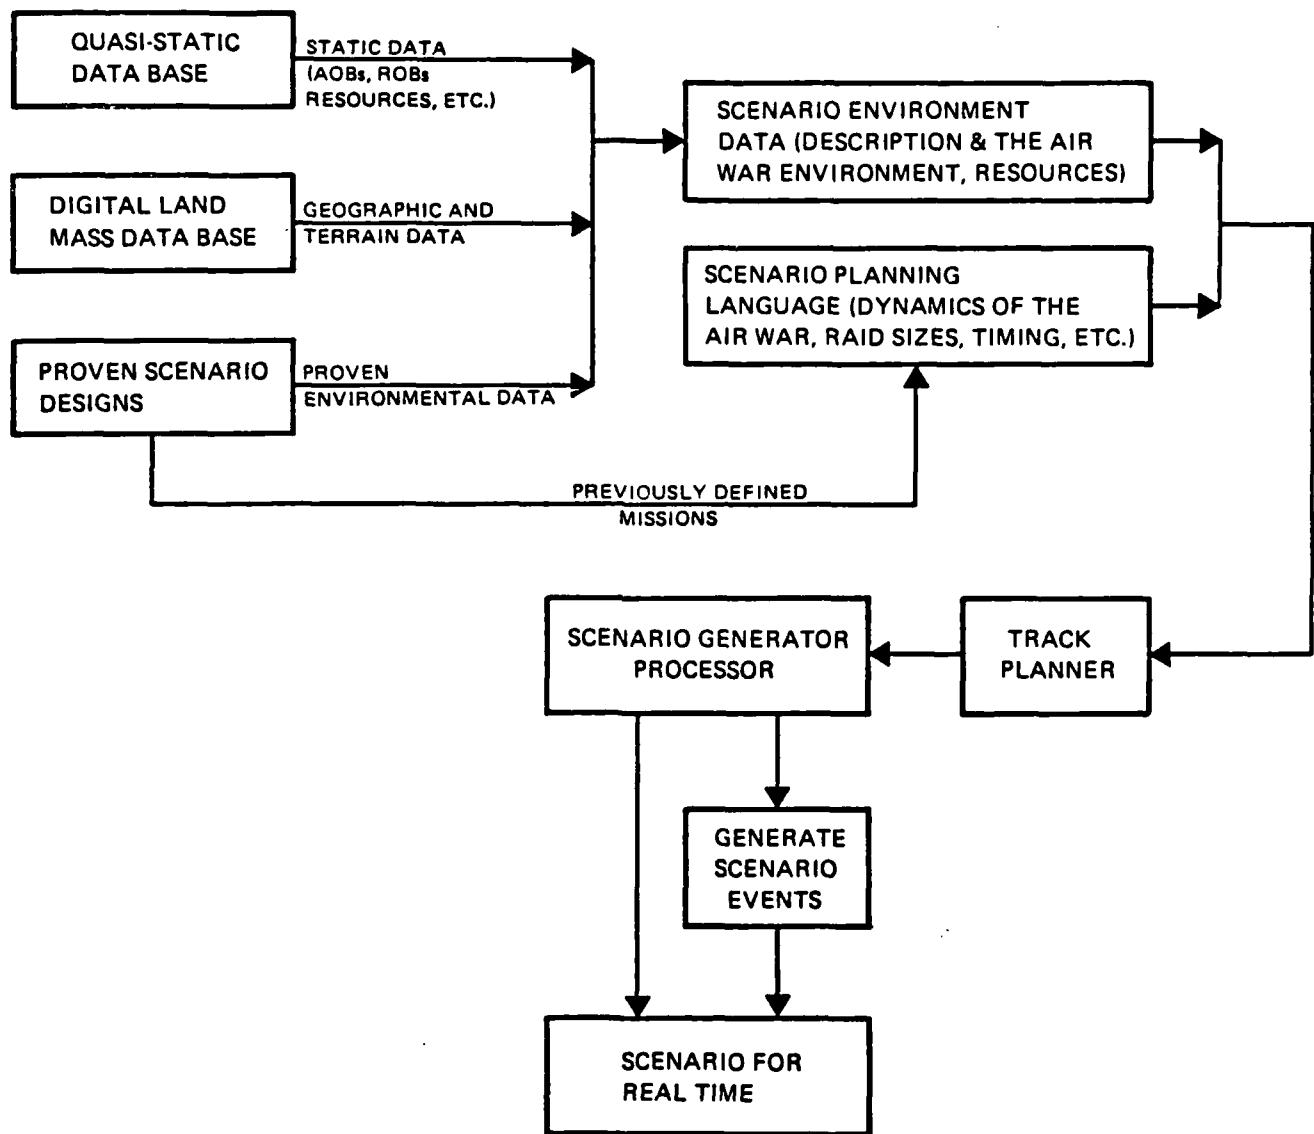 QUASI-STATIC
DATA BASE
STATIC DATA
(AOBs, ROBs
RESOURCES, ETC.)
SCENARIO ENVIRONMENT
DATA (DESCRIPTION & THE AIR
WAR ENVIRONMENT, RESOURCES)
DIGITAL LAND
MASS DATA BASE
GEOGRAPHIC AND
TERRAIN DATA
SCENARIO PLANNING
LANGUAGE (DYNAMICS OF THE
AIR WAR, RAID SIZES, TIMING, ETC.)
PROVEN SCENARIO
DESIGNS
PROVEN
ENVIRONMENTAL DATA
PREVIOUSLY DEFINED
MISSIONS
SCENARIO GENERATOR
PROCESSOR
TRACK
PLANNER
GENERATE
SCENARIO
EVENTS
SCENARIO FOR
REAL TIME